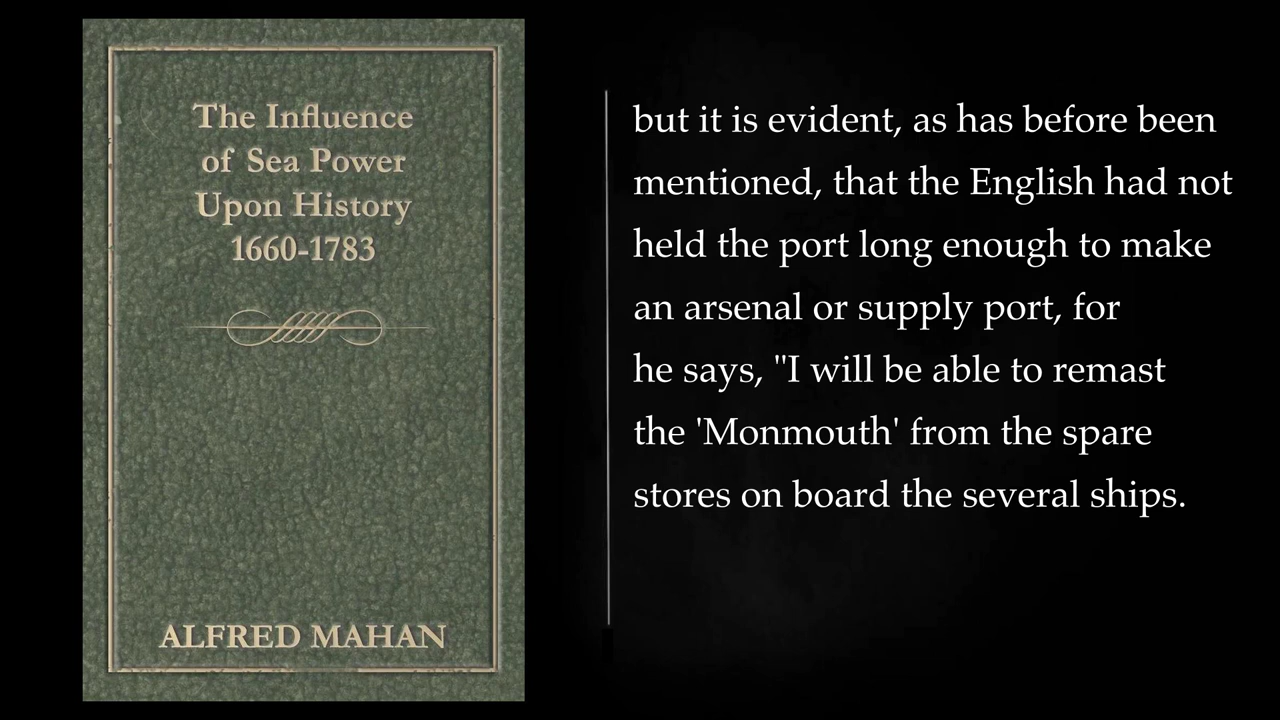 The Influence
of Sea Power
Upon History
1660-1783
ALFRED MAHAN
but it is evident, as has before been
mentioned, that the English had not
held the port long enough to make
an arsenal or supply port, for
he says, "I will be able to remast
the 'Monmouth' from the spare
stores on board the several ships.